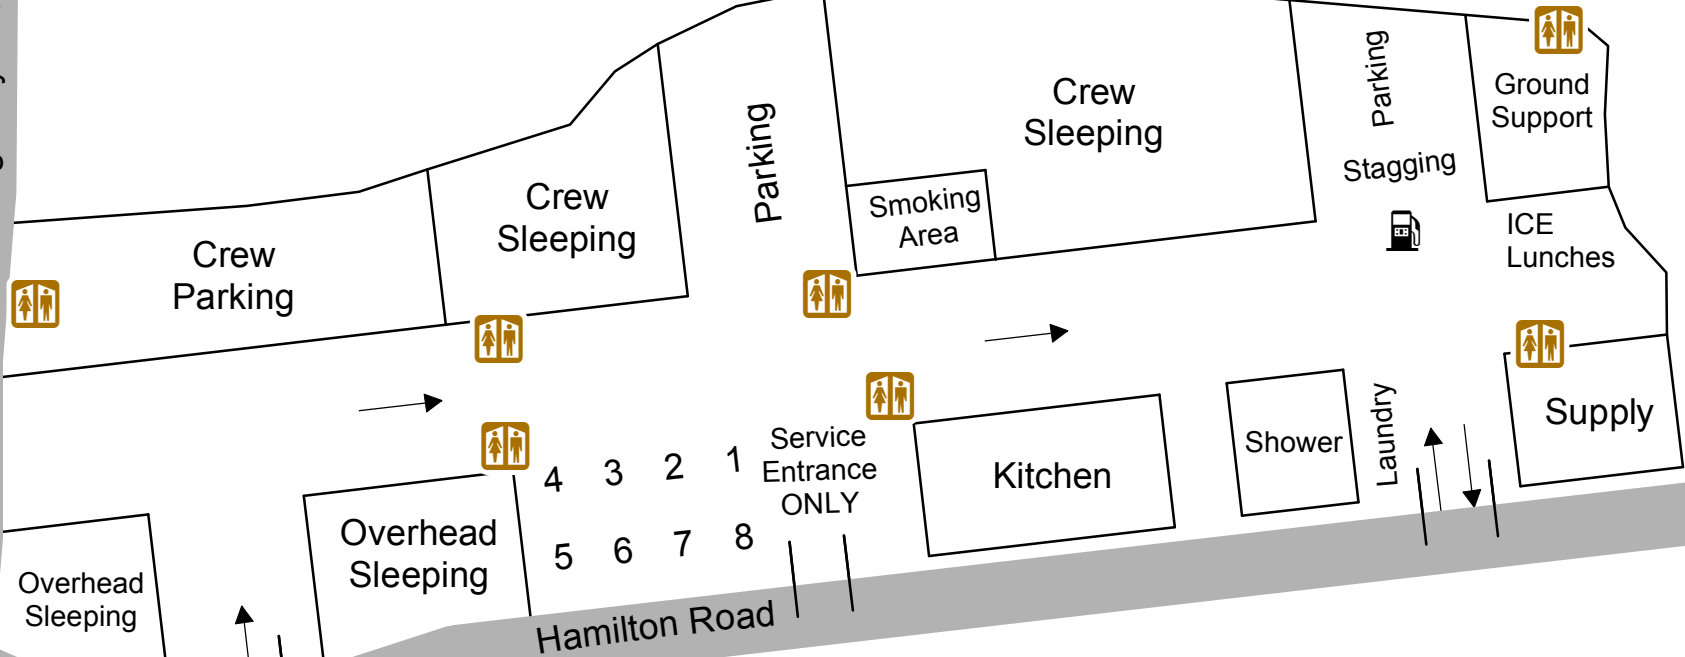 Parking
Ground
Support
Crew
Sleeping
Parking
Stagging
Smoking
Area
Crew
Sleeping
ICE
Lunches
Crew
Parking
Laundry
Supply
Service
Entrance
ONLY
Shower
Kitchen
4 3 2 1
5 6 7 8
Overhead
Sleeping
Overhead
Sleeping
Hamilton Road